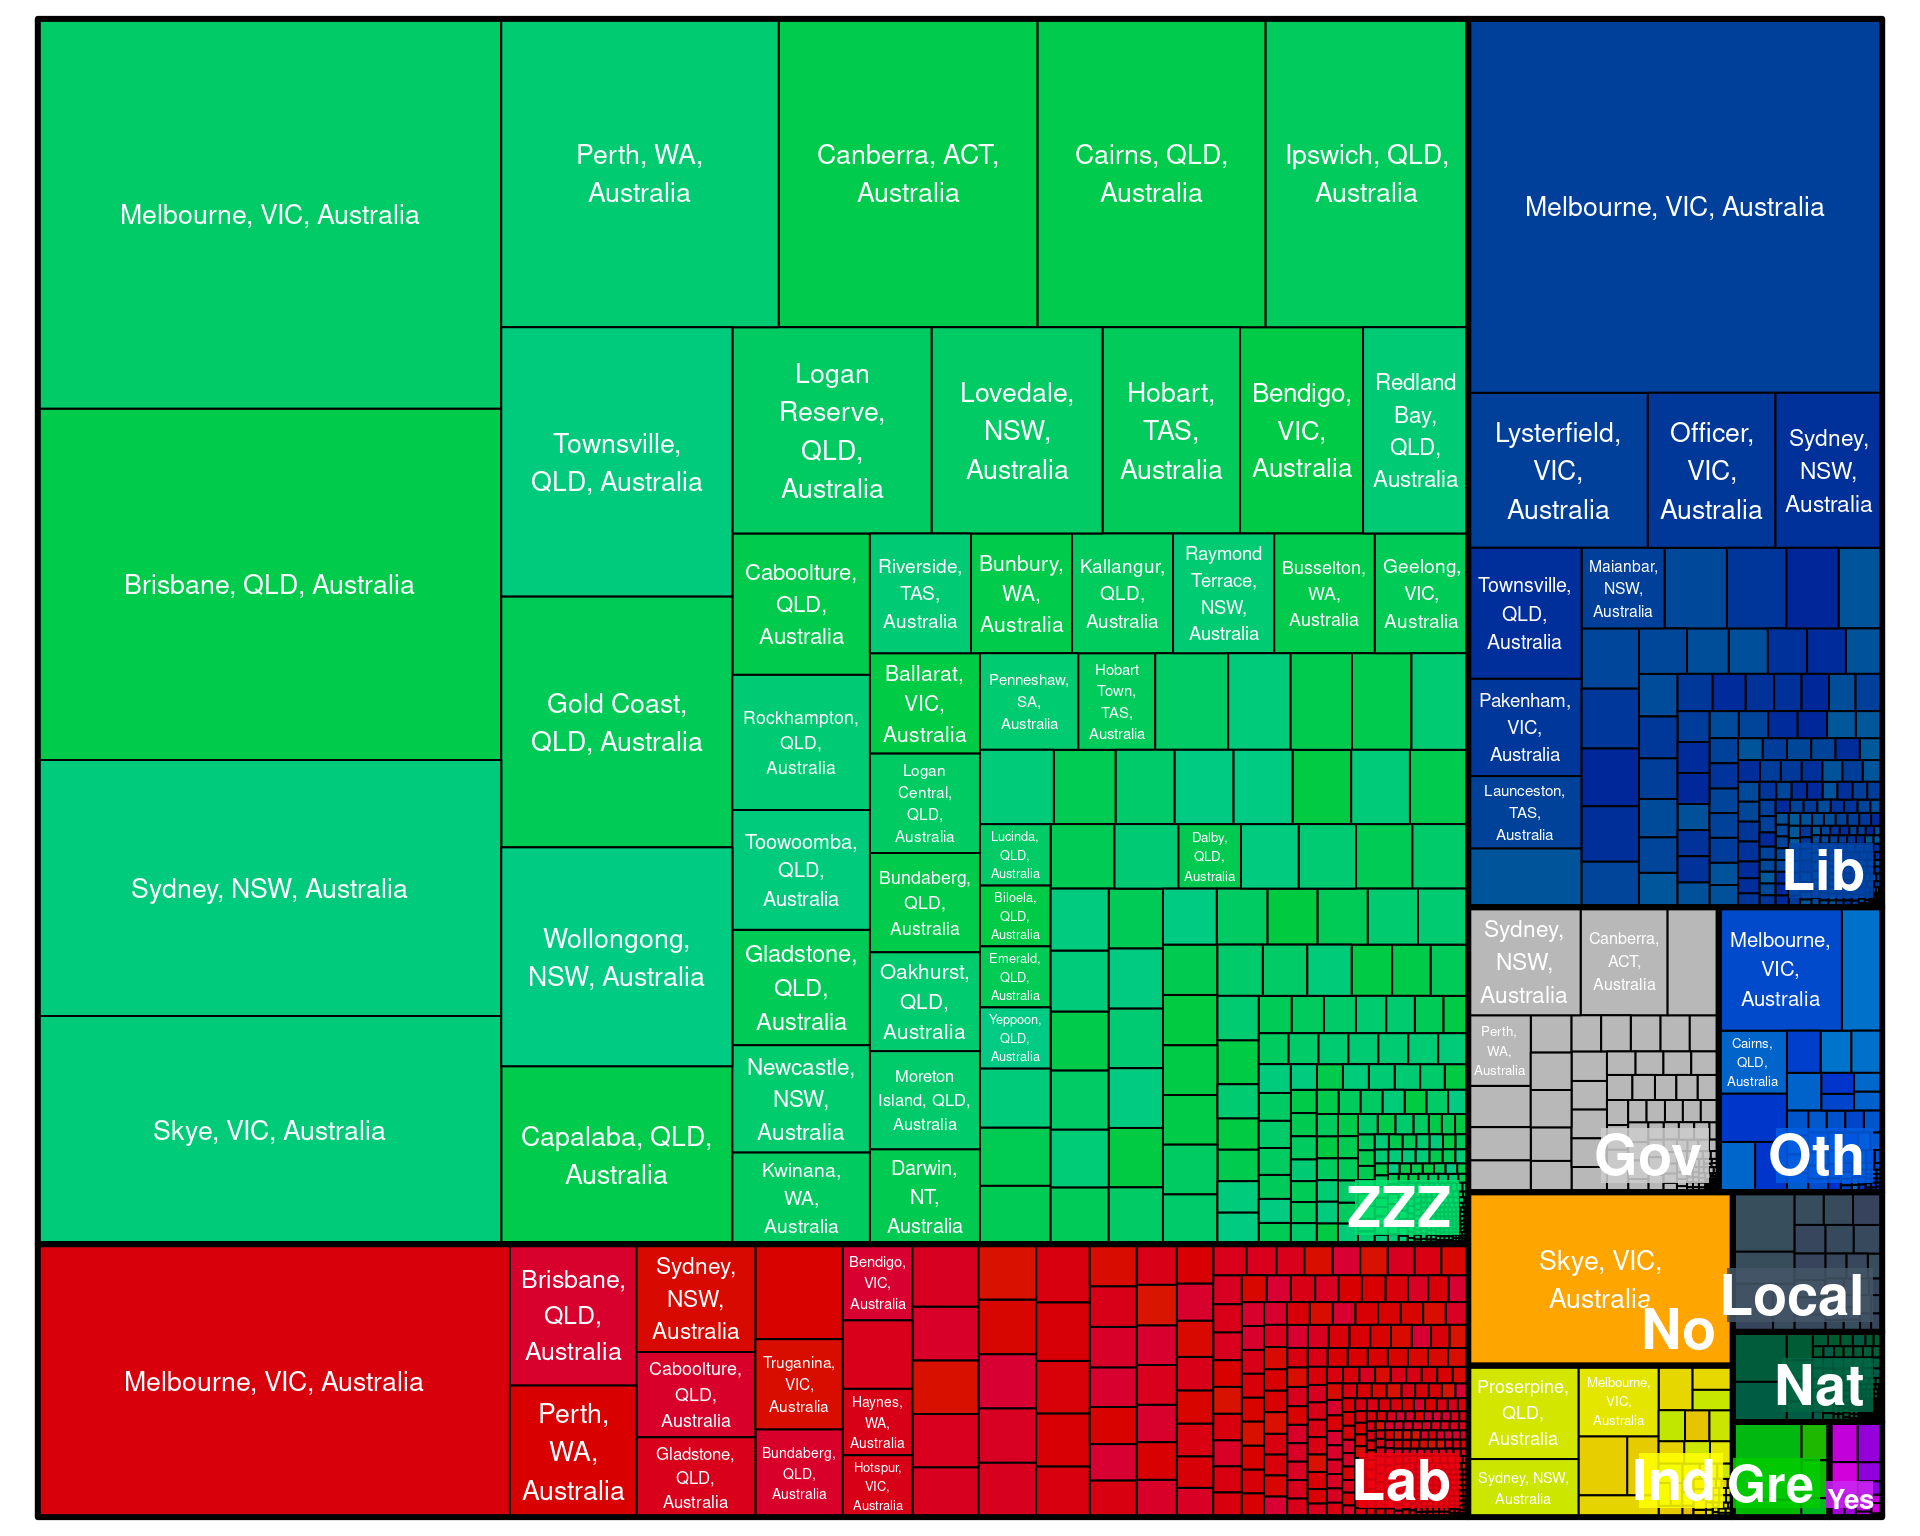 Melbourne, VIC, Australia
Brisbane, QLD, Australia
Sydney, NSW, Australia
Skye, VIC, Australia
Perth, WA,
Australia
Canberra, ACT,
Australia
Cairns, QLD,
Australia
Ipswich, QLD,
Australia
Townsville,
QLD, Australia
Gold Coast,
QLD, Australia
Wollongong,
NSW, Australia
Capalaba, QLD,
Australia
Logan
Reserve,
QLD,
Australia
Lovedale,
NSW,
Australia
Hobart,
TAS,
Australia
Bendigo,
VIC,
Australia
Redland
Bay,
QLD,
Australia
Caboolture,
QLD,
Australia
Rockhampton,
QLD,
Australia
Toowoomba,
QLD,
Australia
Gladstone,
QLD,
Australia
Newcastle,
NSW,
Australia
Kwinana,
WA,
Australia
Riverside,
TAS,
Australia
Bunbury,
WA,
Australia
Kallangur,
QLD,
Australia
Raymond
Terrace,
NSW,
Australia
Busselton,
WA,
Australia
Geelong,
VIC,
Australia
Ballarat,
VIC,
Australia
Logan
Central,
QLD,
Australia
Bundaberg,
QLD,
Australia
Oakhurst,
QLD,
Australia
Moreton
Island, QLD,
Australia
Darwin,
NT,
Australia
Penneshaw,
SA,
Australia
Hobart
Town,
TAS,
Australia
Lucinda,
QLD,
Australia
Dalby,
QLD,
Australia
Biloela,
QLD,
Australia
Emerald,
QLD,
Australia
Yeppoon,
QLD,
Australia
ZZZ
Melbourne, VIC, Australia
Brisbane,
QLD,
Australia
Perth,
WA,
Australia
Sydney,
NSW,
Australia
Caboolture,
QLD,
Australia
Gladstone,
QLD,
Australia
Truganina,
VIC,
Australia
Bundaberg,
QLD,
Australia
Bendigo,
VIC,
Australia
Haynes,
WA,
Australia
Hotspur,
VIC,
Australia
Lab
Melbourne, VIC, Australia
Lysterfield,
VIC,
Australia
Officer,
VIC,
Australia
Sydney,
NSW,
Australia
Townsville,
QLD,
Australia
Maianbar,
NSW,
Australia
Pakenham,
VIC,
Australia
Launceston,
TAS,
Australia
Lib
Sydney,
NSW,
Australia
Canberra,
ACT,
Australia
Perth,
WA,
Australia
Gov
Melbourne,
VIC,
Australia
Cairns,
QLD,
Australia
Oth
Skye, VIC,
Australia
No
Local
Nat
Proserpine,
QLD,
Australia
Melbourne,
VIC,
Australia
Sydney, NSW,
Australia
Ind
Gre
Yes